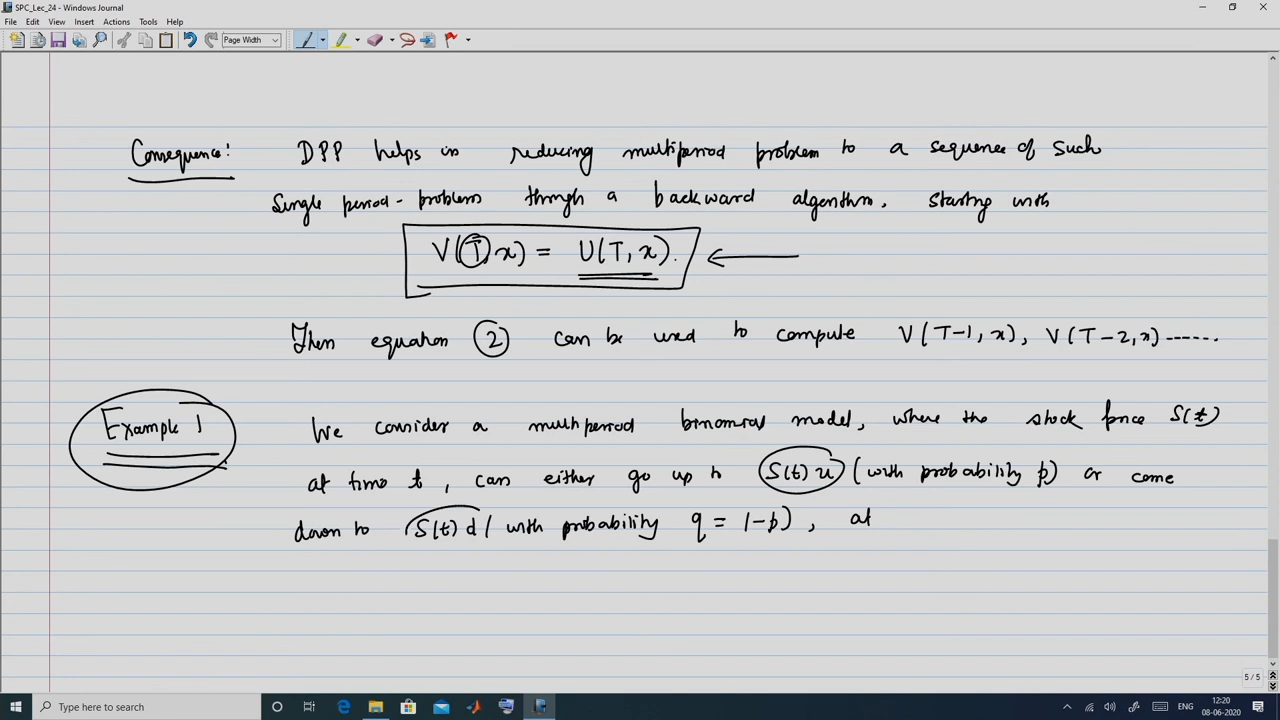 SPC_Lec_24 - Windows Journal
File Edit View Insert Actions Tools Help
Page Width
Consequence: DPP helps in reducing multiperiod problem to a sequence of such
single period-problems through a backward algorithm, starting with
V(T, x) = U(T, x).
Then equation 2 can be used to compute V(T-1, x), V(T-2, x) ------
Example 1 We consider a multiperiod binomial model, where the stock price S(t)
at time t, can either go up to S(t) u (with probability p) or come
down to S(t) d (with probability q = 1-p), at
5 / 5
Type here to search
ENG
12:20
08-06-2020